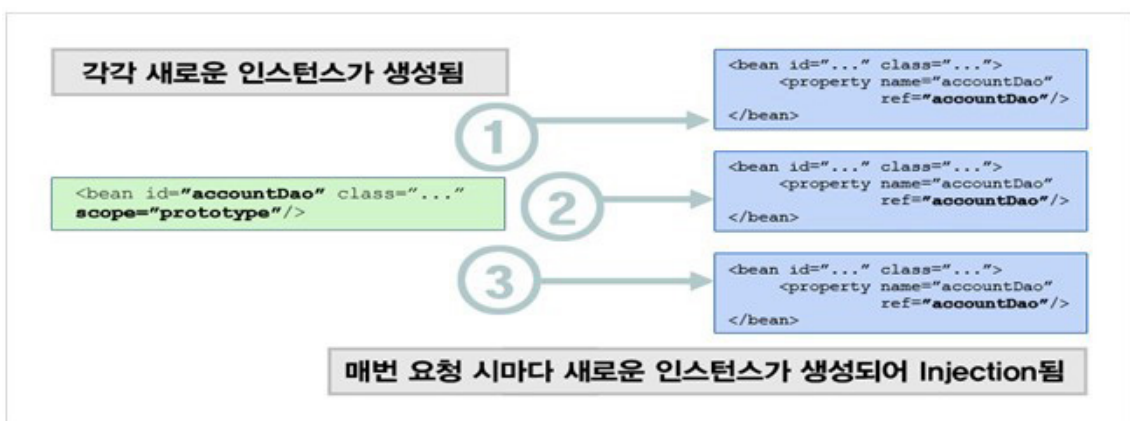 각각 새로운 인스턴스가 생성됨
<bean id="..." class="...">
<property name="accountDao"
ref="accountDao"/>
</bean>
1
<bean id="accountDao" class="..."
scope="prototype"/>
2
<bean id="..." class="...">
<property name="accountDao"
ref="accountDao"/>
</bean>
3
<bean id="..." class="...">
<property name="accountDao"
ref="accountDao"/>
</bean>
매번 요청 시마다 새로운 인스턴스가 생성되어 Injection됨